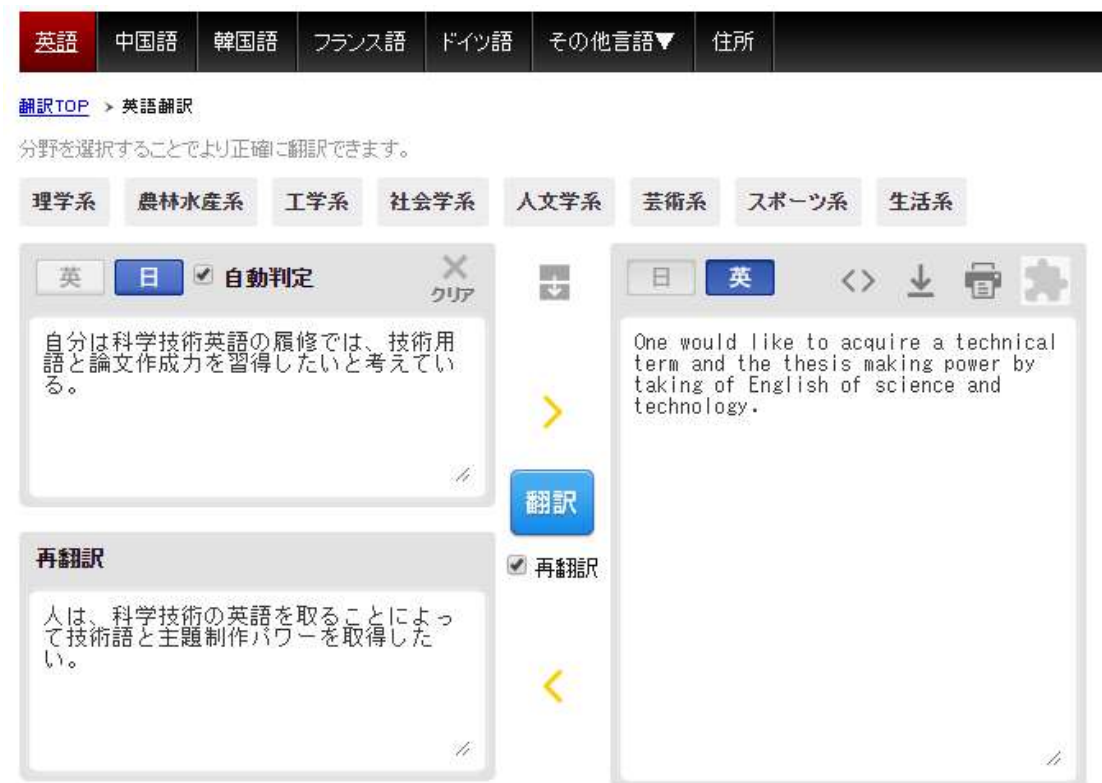 英語 中国語 韓国語 フランス語 ドイツ語 その他言語▼ 住所
翻訳TOP > 英語翻訳
分野を選択することでより正確に翻訳できます。
理学系 農林水産系 工学系 社会学系 人文学系 芸術系 スポーツ系 生活系
英 日 自動判定 クリア
自分は科学技術英語の履修では、技術用
語と論文作成力を習得したいと考えてい
る。
日 英
One would like to acquire a technical
term and the thesis making power by
taking of English of science and
technology.
翻訳
再翻訳
再翻訳
人は、科学技術の英語を取ることによっ
て技術語と主題制作パワーを取得した
い。